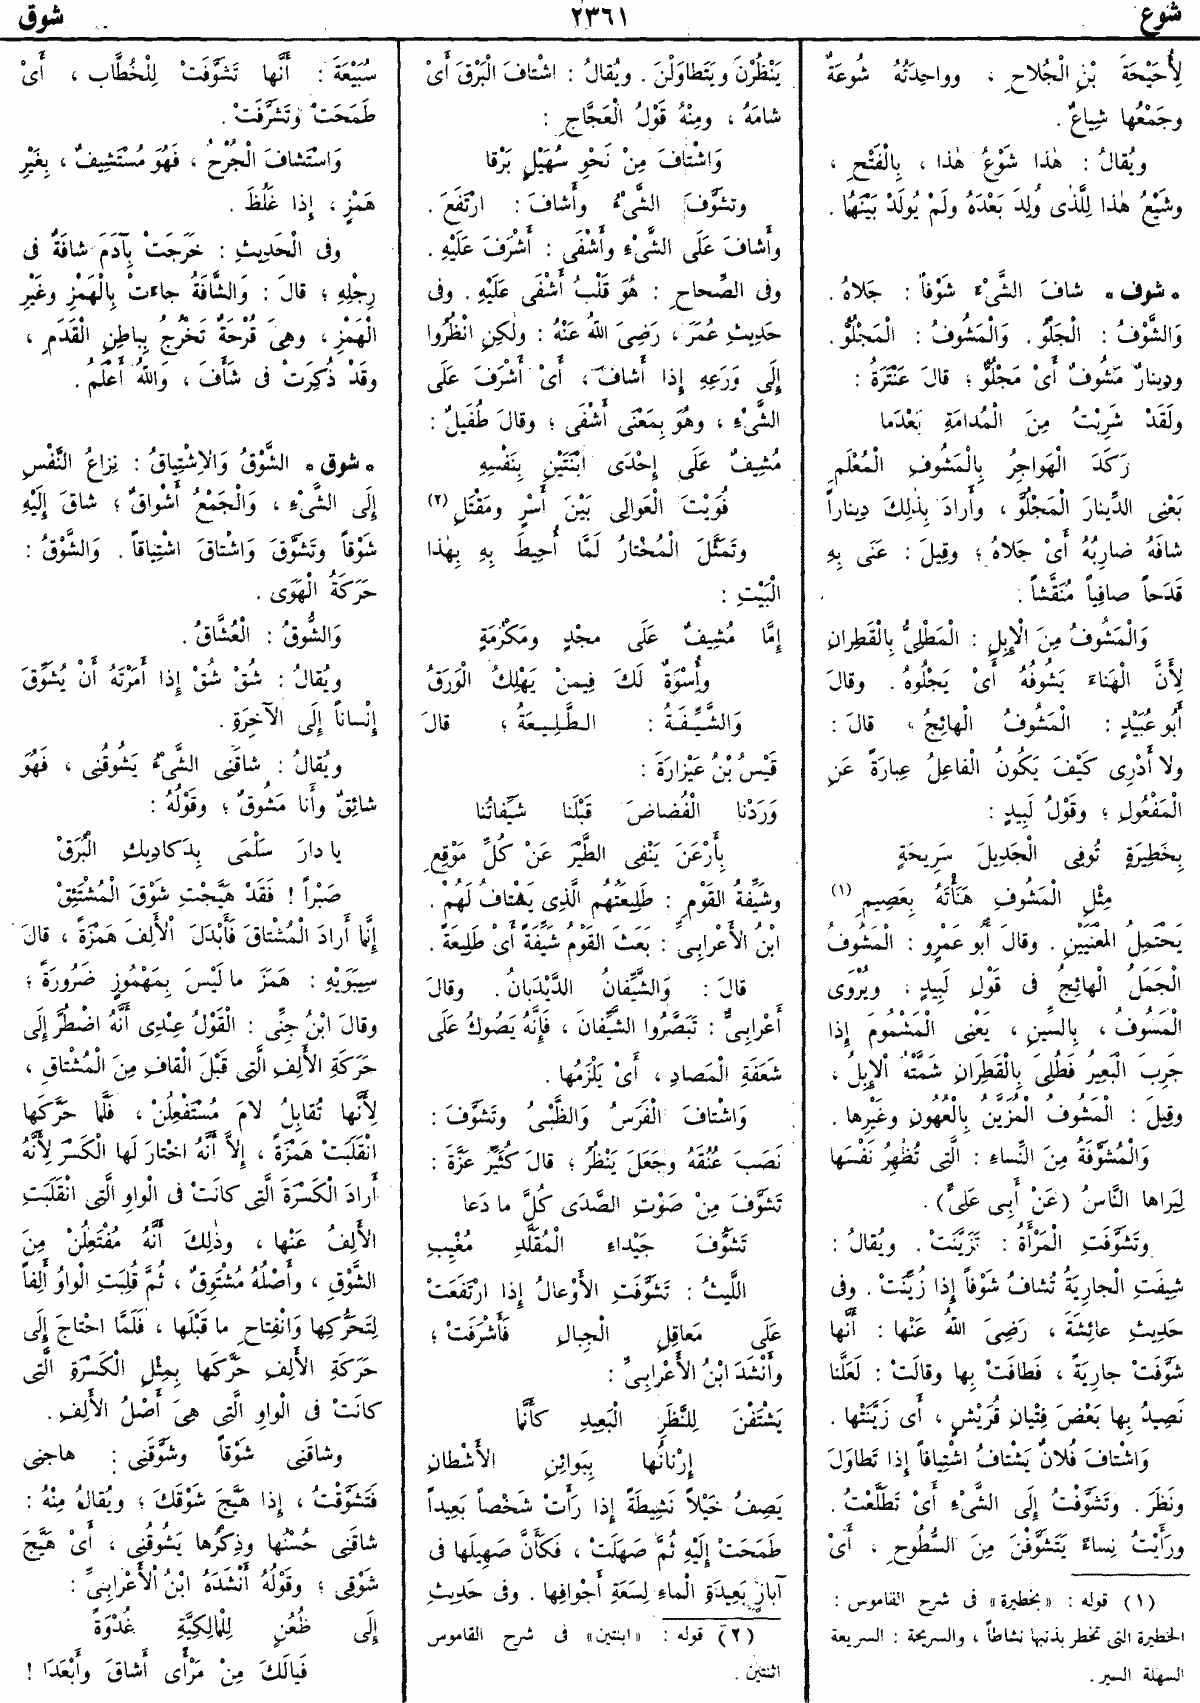 شوع
٢٣٦١
شوق
لِأُحَيْحَةَ بْنِ الْجُلاحِ ، وواحِدَتُهُ شُوعَةٌ
وجَمْعُها شِياعٌ .
ويُقالُ : هٰذا شَوْعُ هٰذا ، بِالْفَتْحِ ،
وشَيْعُ هٰذا لِلَّذى وُلِدَ بَعْدَهُ ولَمْ يُولَدْ بَيْنَهُما .
* شوف * شافَ الشَّىْءَ شَوْفاً : جَلاهُ .
وَالشَّوْفُ : الْجَلْوُ . وَالْمَشُوفُ : الْمَجْلُوُّ .
ودِينارٌ مَشُوفٌ أَىْ مَجْلُوٌّ ؛ قالَ عَنْتَرَةُ :
ولَقَدْ شَرِبْتُ مِنَ الْمُدامَةِ بَعْدَما
رَكَدَ الْهَواجِرُ بِالْمَشُوفِ الْمُعْلَمِ
يَعْنِى الدِّينارَ الْمَجْلُوَّ ، وأَرادَ بِذٰلِكَ دِيناراً
شافَهُ ضارِبُهُ أَىْ جَلاهُ ؛ وقِيلَ : عَنَى بِهِ
قَدَحاً صافِياً مُنَقَّشاً .
وَالْمَشُوفُ مِنَ الْإِبِلِ : الْمَطْلِىُّ بِالْقَطِرانِ
لِأَنَّ الْهِناءَ يَشُوفُهُ أَىْ يَجْلُوهُ . وقالَ
أَبُو عُبَيْدٍ : الْمَشُوفُ الْهائِجُ ، قالَ :
ولا أَدْرِى كَيْفَ يَكُونُ الْفاعِلُ عِبارَةً عَنِ
الْمَفْعُولِ ؛ وقَوْلُ لَبِيدٍ :
بِخَطِيرَةٍ تُوفِى الْجَدِيلَ سَرِيحَةٍ
مِثْلِ الْمَشُوفِ هَنَأْتَهُ بِعَصِيمِ (١)
يَحْتَمِلُ الْمَعْنَيَيْنِ . وقالَ أَبُو عَمْرٍو : الْمَشُوفُ
الْجَمَلُ الْهائِجُ فى قَوْلِ لَبِيدٍ ، ويُرْوَى
الْمَسُوفُ ، بِالسِّينِ ، يَعْنِى الْمَشْمُومَ إِذا
جَرِبَ الْبَعِيرُ فَطُلِىَ بِالْقَطِرانِ شَمَّتْهُ الْإِبِلُ ،
وقِيلَ : الْمَشُوفُ الْمُزَيَّنُ بِالْعُهُونِ وغَيْرِها .
وَالْمُشَوَّفَةُ مِنَ النِّساءِ : الَّتِى تُظْهِرُ نَفْسَها
لِيَراها النَّاسُ (عَنْ أَبِى عَلِىٍّ) .
وتَشَوَّفَتِ الْمَرْأَةُ : تَزَيَّنَتْ . ويُقالُ :
شِيفَتِ الْجارِيَةُ تُشافُ شَوْفاً إِذا زُيِّنَتْ . وفى
حَدِيثِ عائِشَةَ ، رَضِىَ اللهُ عَنْها : أَنَّها
شَوَّفَتْ جارِيَةً ، فَطافَتْ بِها وقالَتْ : لَعَلَّنا
نَصِيدُ بِها بَعْضَ فِتْيانِ قُرَيْشٍ ، أَى زَيَّنَتْها .
وَاشْتافَ فُلانٌ يَشْتافُ اشْتِيافاً إِذا تَطاوَلَ
ونَظَرَ . وتَشَوَّفْتُ إِلَى الشَّىْءِ أَىْ تَطَلَّعْتُ .
ورَأَيْتُ نِساءً يَتَشَوَّفْنَ مِنَ السُّطُوحِ ، أَىْ
(١) قوله : «بخطيرة» فى شرح القاموس :
الخطيرة التى تخطر بذنبها نشاطاً ، والسريحة : السريعة
السهلة السير .
يَنْظُرْنَ ويَتَطاوَلْنَ . ويُقالُ : اشْتافَ الْبَرْقَ أَىْ
شامَهُ ، ومِنْهُ قَوْلُ الْعَجَّاجِ :
وَاشْتافَ مِنْ نَحْوِ سُهَيْلٍ بَرْقا
وتشَوَّفَ الشَّىْءُ وأَشافَ : ارْتَفَعَ .
وأَشافَ عَلَى الشَّىْءِ وأَشْفَى : أَشْرَفَ عَلَيْهِ .
وفى الصِّحاحِ : هُوَ قَلْبُ أَشْفَى عَلَيْهِ . وفى
حَدِيثِ عُمَرَ ، رَضِىَ اللهُ عَنْهُ : ولٰكِنِ انْظُرُوا
إِلَى وَرَعِهِ إِذا أَشافَ ، أَىْ أَشْرَفَ عَلَى
الشَّىْءِ ، وهُوَ بِمَعْنَى أَشْفَى ؛ وقالَ طُفَيْلٌ :
مُشِيفٌ عَلَى إِحْدَى ابْنَتَيْنِ بِنَفْسِهِ
فُوَيْتَ الْعَوالِى بَيْنَ أَسْرٍ ومَقْتَلِ (٢)
وتَمَثَّلَ الْمُخْتارُ لَمَّا أُحِيطَ بِهِ بِهٰذا
الْبَيْتِ :
إِمَّا مُشِيفٌ عَلَى مَجْدٍ ومَكْرُمَةٍ
وأُسْوَةٌ لَكَ فِيمَنْ يَهْلِكُ الْوَرَقُ
وَالشَّيِّفَةُ : الطَّلِيعَةُ ؛ قالَ
قَيْسُ بْنُ عَيْزارَةَ :
وَرَدْنا الْفُضاضَ قَبْلَنا شَيِّفاتُنا
بِأَرْعَنَ يَنْفِى الطَّيْرَ عَنْ كُلِّ مَوْقِعِ
وشَيِّفَةُ الْقَوْمِ : طَلِيعَتُهُم الَّذِى يَشْتافُ لَهُمْ .
ابْنُ الْأَعْرابِىِّ : بَعَثَ الْقَوْمُ شَيِّفَةً أَىْ طَلِيعَةً .
قالَ : وَالشَّيِّفانُ الدَّيْدَبانُ . وقالَ
أَعْرابِىٌّ : تَبَصَّرُوا الشَّيِّفانَ ، فَإِنَّهُ يَصُوكُ عَلَى
شَعَفَةِ الْمَصادِ ، أَىْ يَلْزَمُها .
وَاشْتافَ الْفَرَسُ وَالظَّبْىُ وتَشَوَّفَ :
نَصَبَ عُنُقَهُ وجَعَلَ يَنْظُرُ ؛ قالَ كُثَيِّرُ عَزَّةَ :
تَشَوَّفَ مِنْ صَوْتِ الصَّدَى كُلَّ ما دَعا
تَشَوُّفَ جَيْداءِ الْمُقَلَّدِ مُغْيِبِ
اللَّيْثُ : تَشَوَّفَتِ الْأَوْعالُ إِذا ارْتَفَعَتْ
عَلَى مَعاقِلِ الْجِبالِ فَأَشْرَفَتْ ؛
وأَنْشَدَ ابْنُ الْأَعْرابِىِّ :
يَشْتَفْنَ لِلنَّظَرِ الْبَعِيدِ كَأَنَّما
إِرْنانُها بِبَوائِنِ الْأَشْطانِ
يَصِفُ خَيْلاً نَشِيطَةً إِذا رَأَتْ شَخْصاً بَعِيداً
طَمَحَتْ إِلَيْهِ ثُمَّ صَهَلَتْ ، فَكَأَنَّ صَهِيلَها فى
آبارٍ بَعِيدَةِ الْماءِ لِسَعَةِ أَجْوافِها . وفى حَدِيثِ
(٢) قوله : «ابنتين» فى شرح القاموس
اثنتين .
سُبَيْعَةَ : أَنَّها تَشَوَّفَتْ لِلْخُطَّاب ، أَىْ
طَمَحَتْ وتَشَرَّفَتْ .
وَاسْتَشافَ الْجُرْحُ ، فَهُوَ مُسْتَشِيفٌ ، بِغَيْرِ
هَمْزٍ ، إِذا غَلُظَ .
وفى الْحَدِيثِ : خَرَجَتْ بِآدَمَ شافَةٌ فى
رِجْلِهِ ؛ قالَ : وَالشَّافَةُ جاءَتْ بِالْهَمْزِ وغَيْرِ
الْهَمْزِ ، وهِىَ قُرْحَةٌ تَخْرُجُ بِباطِنِ الْقَدَمِ ،
وقَدْ ذُكِرَتْ فى شَأَفَ ، وَاللهُ أَعْلَمُ .
* شوق * الشَّوْقُ وَالاِشْتِياقُ : نِزاعُ النَّفْسِ
إِلَى الشَّىْءِ ، وَالْجَمْعُ أَشْواقٌ ؛ شاقَ إِلَيْهِ
شَوْقاً وتَشَوَّقَ وَاشْتاقَ اشْتِياقاً . وَالشَّوْقُ :
حَرَكَةُ الْهَوَى .
وَالشُّوقُ : الْعُشَّاقُ .
ويُقالُ : شُقْ شُقْ إِذا أَمَرْتَهُ أَنْ يُشَوِّقَ
إِنْساناً إِلَى الآخِرَةِ .
ويُقالُ : شاقَنِى الشَّىْءُ يَشُوقُنِى ، فَهُوَ
شائِقٌ وأَنا مَشُوقٌ ؛ وقَوْلُهُ :
يا دارَ سَلْمَى بِدَكادِيكِ الْبُرَقْ
صَبْراً ! فَقَدْ هَيَّجْتِ شَوْقَ الْمُشْتَئِقْ
إِنَّما أَرادَ الْمُشْتاقَ فَأَبْدَلَ الْأَلِفَ هَمْزَةً ، قالَ
سِيبَوَيْهِ : هَمَزَ ما لَيْسَ بِمَهْمُوزٍ ضَرُورَةً ؛
وقالَ ابْنُ جِنِّى : الْقَوْلُ عِنْدِى أَنَّهُ اضْطُرَّ إِلَى
حَرَكَةِ الْأَلِفِ الَّتِى قَبْلَ الْقافِ مِنَ الْمُشْتاقِ ،
لِأَنَّها تُقابِلُ لامَ مُسْتَفْعِلُنْ ، فَلَمَّا حَرَّكَها
انْقَلَبَتْ هَمْزَةً ، إِلاَّ أَنَّهُ اخْتارَ لَها الْكَسْرَ لِأَنَّهُ
أَرادَ الْكَسْرَةَ الَّتِى كانَتْ فى الْواوِ الَّتِى انْقَلَبَتِ
الْأَلِفُ عَنْها ، وذٰلِكَ أَنَّهُ مُفْتَعِلُنْ مِنَ
الشَّوْقِ ، وأَصْلُهُ مُشْتَوِقٌ ، ثُمَّ قُلِبَتِ الْواوُ أَلِفاً
لِتَحَرُّكِها وَانْفِتاحِ ما قَبْلَها ، فَلَمَّا احْتاجَ إِلَى
حَرَكَةِ الْأَلِفِ حَرَّكَها بِمِثْلِ الْكَسْرَةِ الَّتِى
كانَتْ فى الْواوِ الَّتِى هِىَ أَصْلُ الْأَلِفِ .
وشاقَنِى شَوْقاً وشَوَّقَنِى : هاجَنِى
فَتَشَوَّقْتُ ، إِذا هَيَّجَ شَوْقَكَ ؛ ويُقالُ مِنْهُ :
شاقَنِى حُسْنُها وذِكْرُها يَشُوقُنِى ، أَىْ هَيَّجَ
شَوْقِى ؛ وقَوْلُهُ أَنْشَدَهُ ابْنُ الْأَعْرابِىِّ :
إِلَى ظُعُنٍ لِلْمالِكِيَّةِ غُدْوَةً
فَيالَكَ مِنْ مَرْأًى أَشاقَ وأَبْعَدَا !